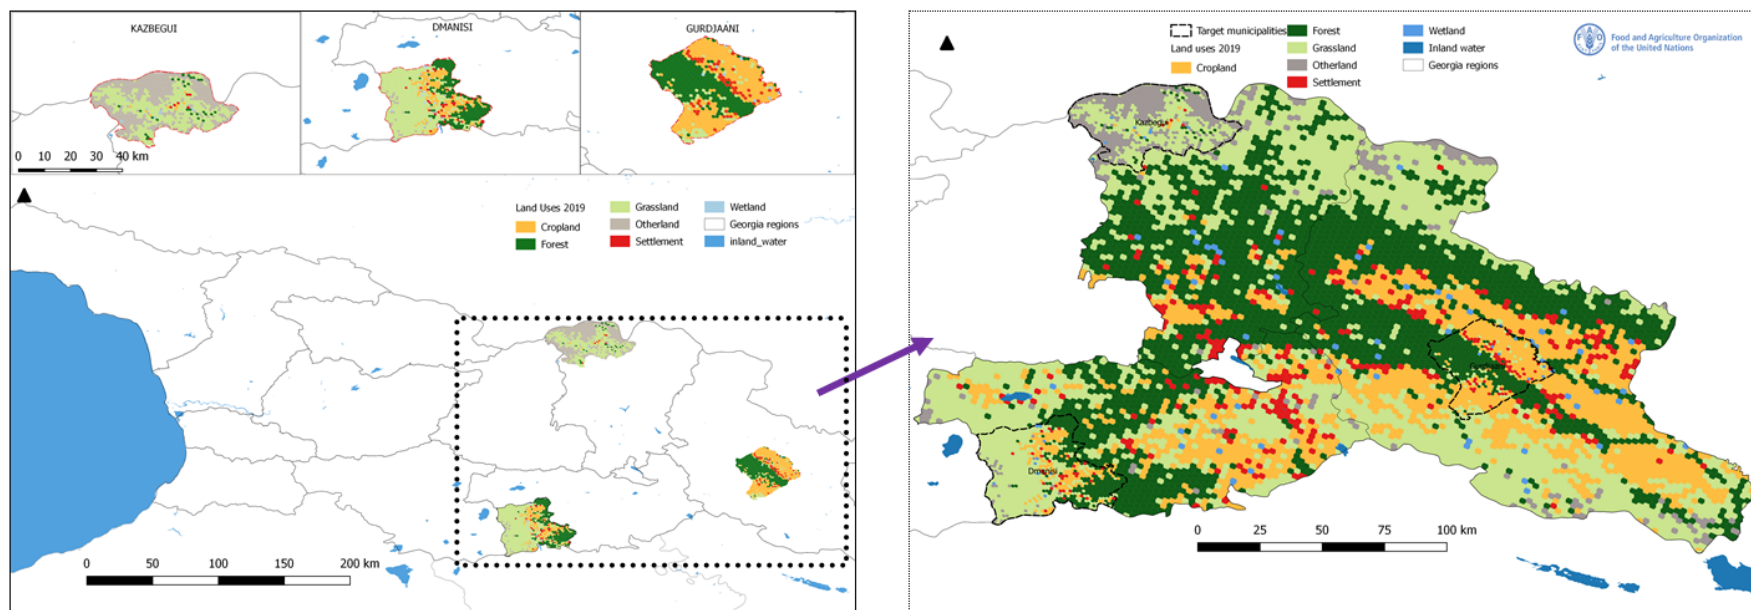 KAZBEGUI
DMANISI
GURDJAANI
0 10 20 30 40 km
Land Uses 2019
Cropland
Forest
Grassland
Otherland
Settlement
Wetland
Georgia regions
inland_water
0 50 100 150 200 km
Target municipalities
Land uses 2019
Cropland
Forest
Grassland
Otherland
Settlement
Wetland
Inland water
Georgia regions
Food and Agriculture Organization
of the United Nations
Kazbegui
Dmanisi
0 25 50 75 100 km